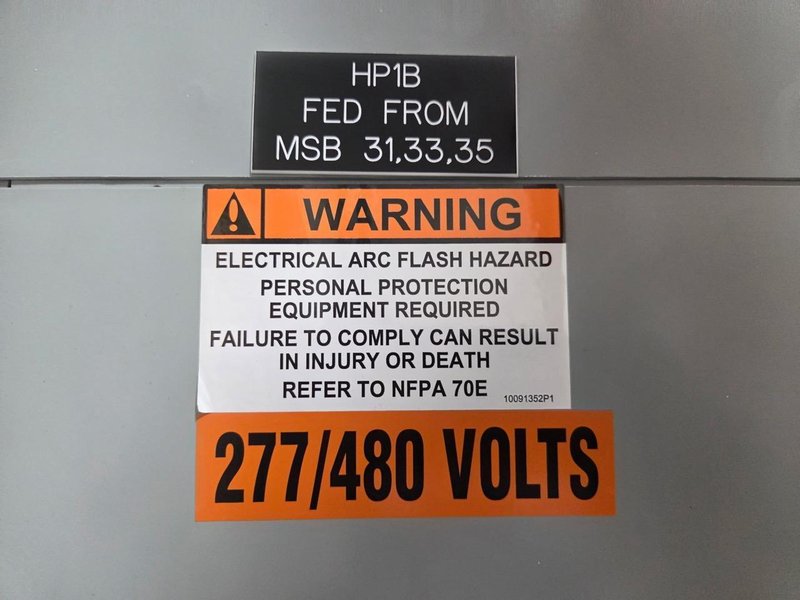 HP1B
FED FROM
MSB 31,33,35
WARNING
ELECTRICAL ARC FLASH HAZARD
PERSONAL PROTECTION
EQUIPMENT REQUIRED
FAILURE TO COMPLY CAN RESULT
IN INJURY OR DEATH
REFER TO NFPA 70E
10091352P1
277/480 VOLTS